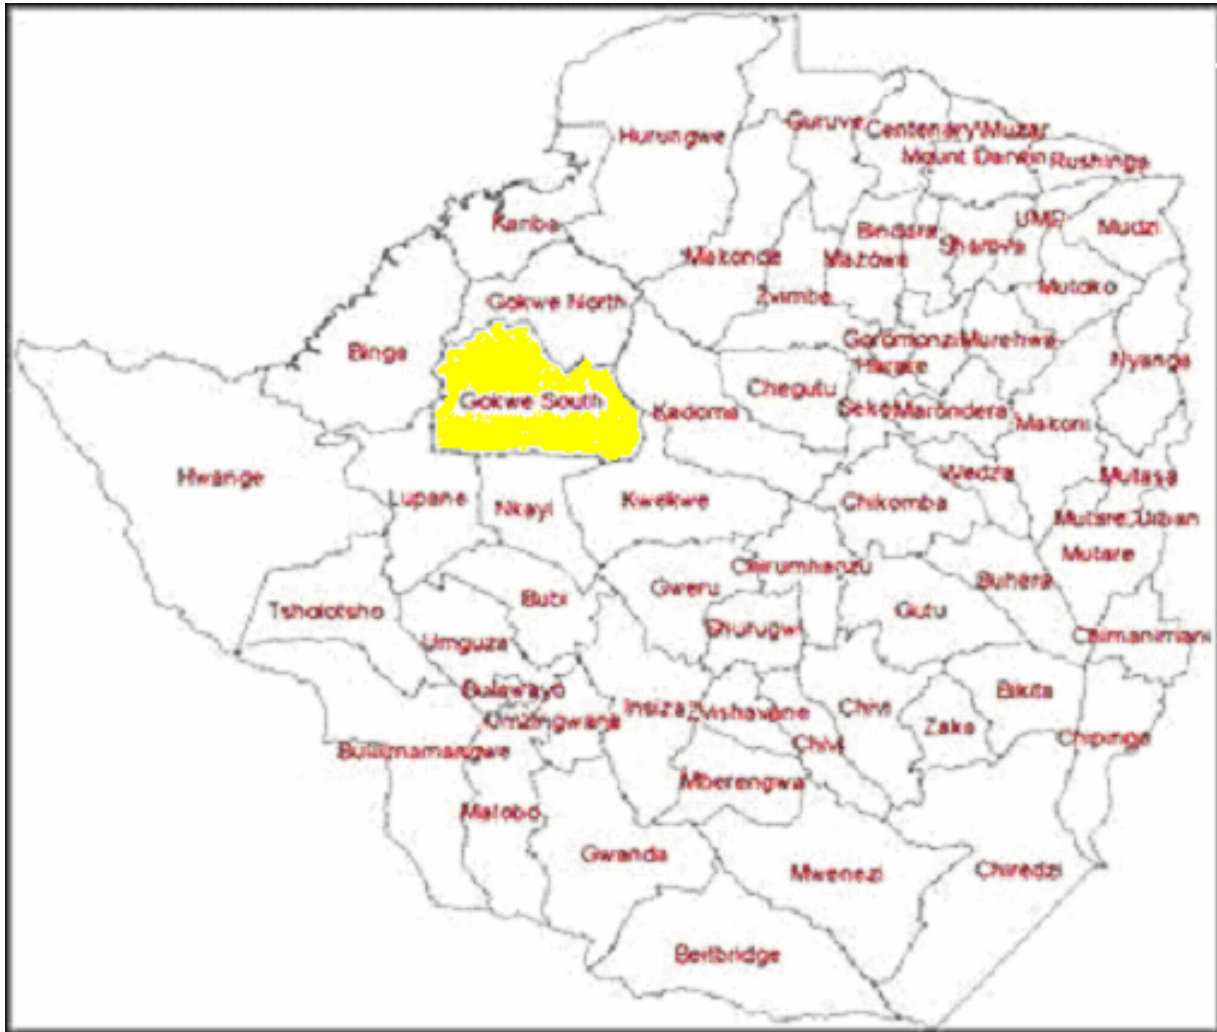 Hurungwe
Guruve
Centenary
Muzar
Mount Darwin
Rushinga
Kariba
UMP
Mudzi
Bindura
Shamva
Makonde
Mazowe
Zvimba
Mutoko
Gokwe North
Goromonzi
Murehwa
Binga
Harare
Nyanga
Chegutu
Gokwe South
Kadoma
Seke
Marondera
Makoni
Hwange
Wedza
Mutasa
Lupane
Nkayi
Kwekwe
Chikomba
Mutare Urban
Mutare
Chirumhanzu
Gweru
Buhera
Bubi
Tsholotsho
Gutu
Shurugwi
Umguza
Chimanimani
Bulawayo
Umzingwane
Insiza
Zvishavane
Chivi
Bikita
Zaka
Chivi
Chipinge
Bulilimamangwe
Mberengwa
Matobo
Gwanda
Mwenezi
Chiredzi
Beitbridge